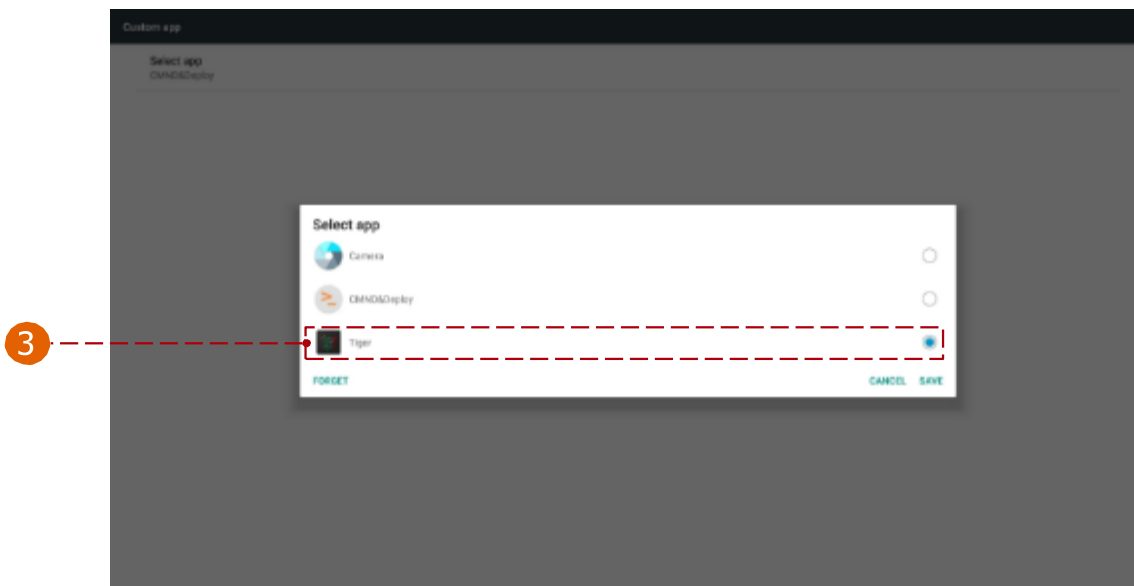 Custom app
Select app
CMND&Deploy
Select app
Camera
CMND&Deploy
3
Tiger
FORGET
CANCEL SAVE